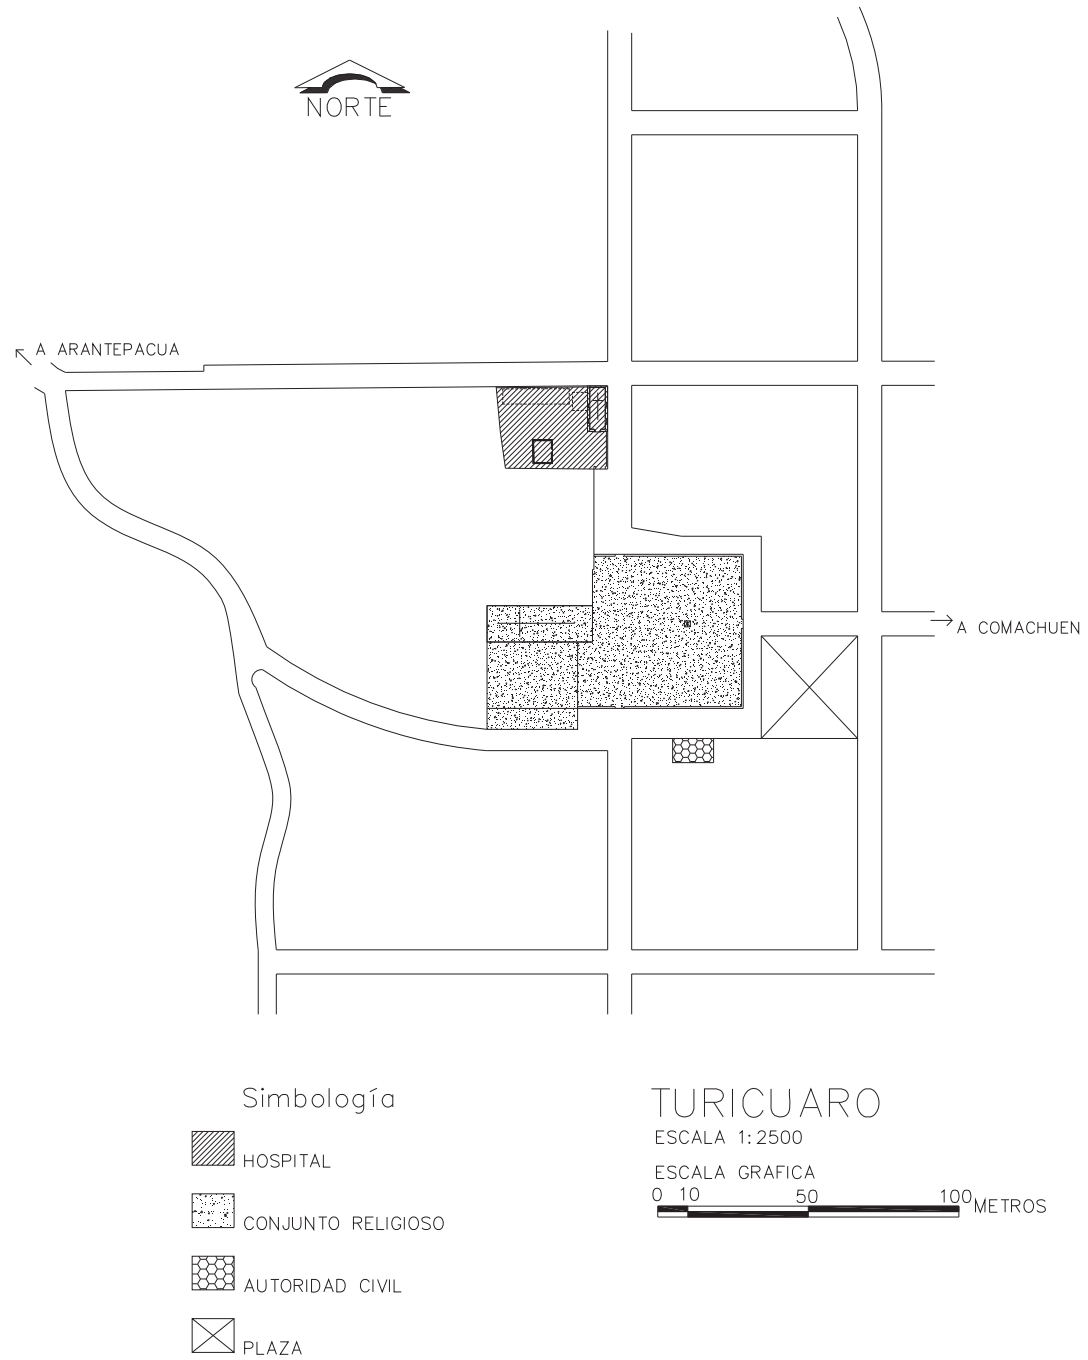 NORTE
A ARANTEPACUA
A COMACHUEN
Simbología
HOSPITAL
CONJUNTO RELIGIOSO
AUTORIDAD CIVIL
PLAZA
TURICUARO
ESCALA 1:2500
ESCALA GRAFICA
0 10 50 100 METROS